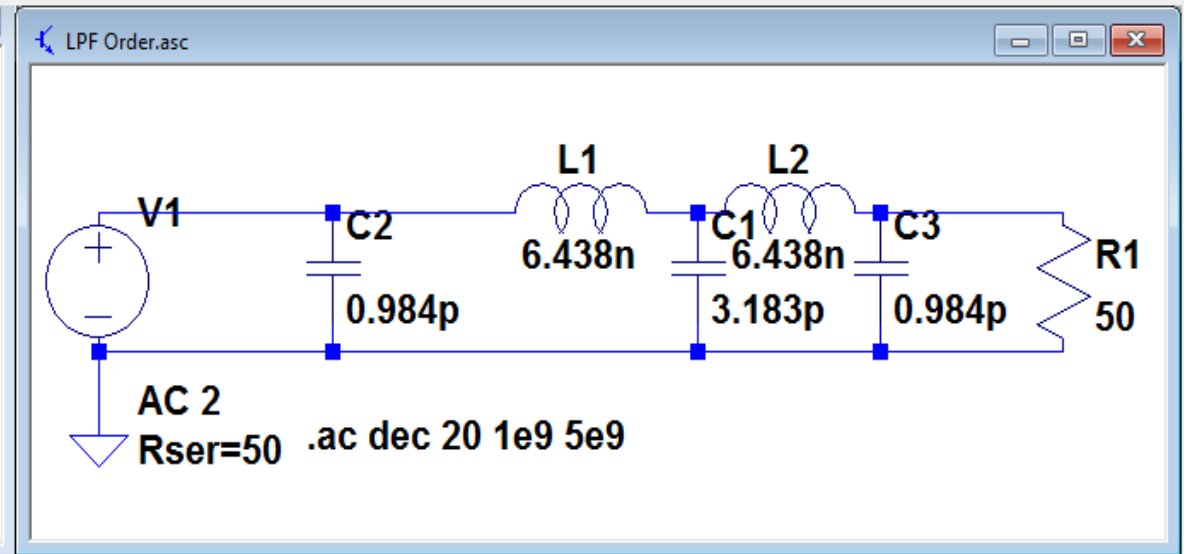 LPF Order.asc
L1
L2
V1
C2
C1
C3
6.438n
6.438n
R1
0.984p
3.183p
0.984p
50
AC 2
Rser=50
.ac dec 20 1e9 5e9